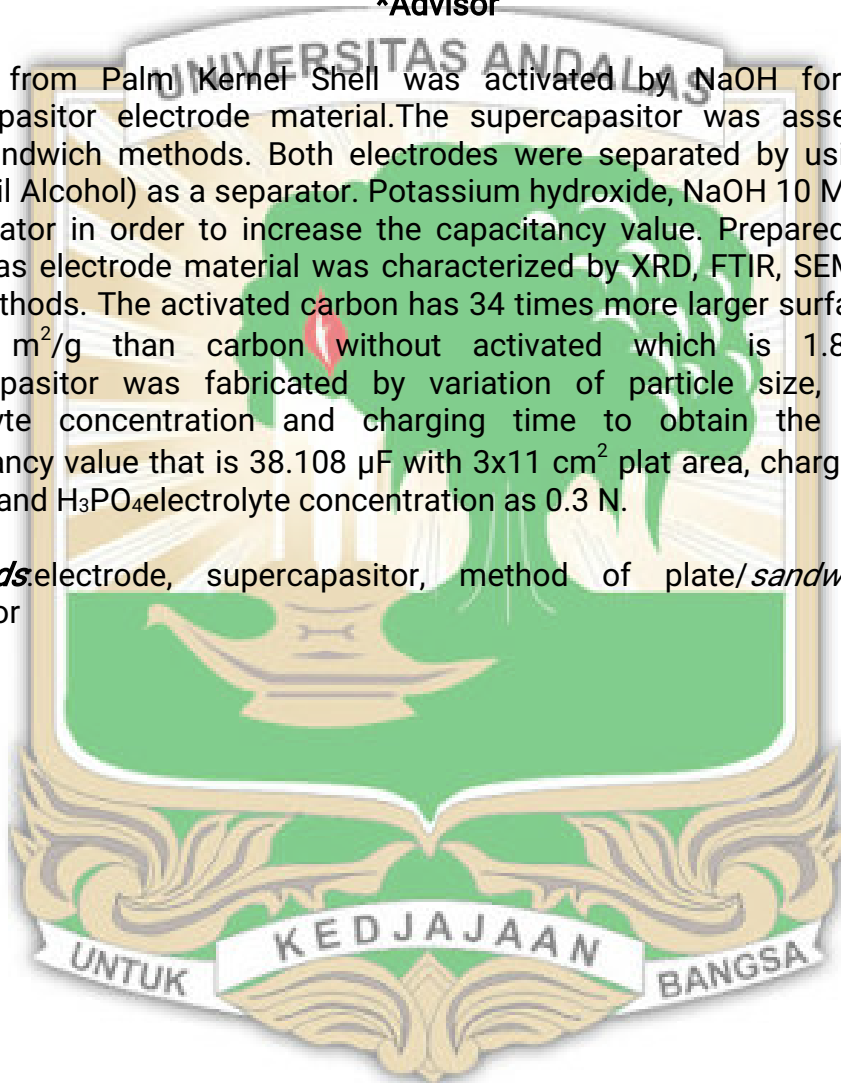 *Advisor
UNIVERSITAS ANDALAS
from Palm Kernel Shell was activated by NaOH for
pasitor electrode material.The supercapasitor was asse
ndwich methods. Both electrodes were separated by usi
il Alcohol) as a separator. Potassium hydroxide, NaOH 10 M
ator in order to increase the capacitancy value. Prepared
as electrode material was characterized by XRD, FTIR, SEM
thods. The activated carbon has 34 times more larger surfa
m²/g than carbon without activated which is 1.8
pasitor was fabricated by variation of particle size,
yte concentration and charging time to obtain the
ancy value that is 38.108 µF with 3x11 cm² plat area, charg
and H₃PO₄electrolyte concentration as 0.3 N.
ds:electrode, supercapasitor, method of plate/sandw
or
UNTUK KEDJAJAAN BANGSA